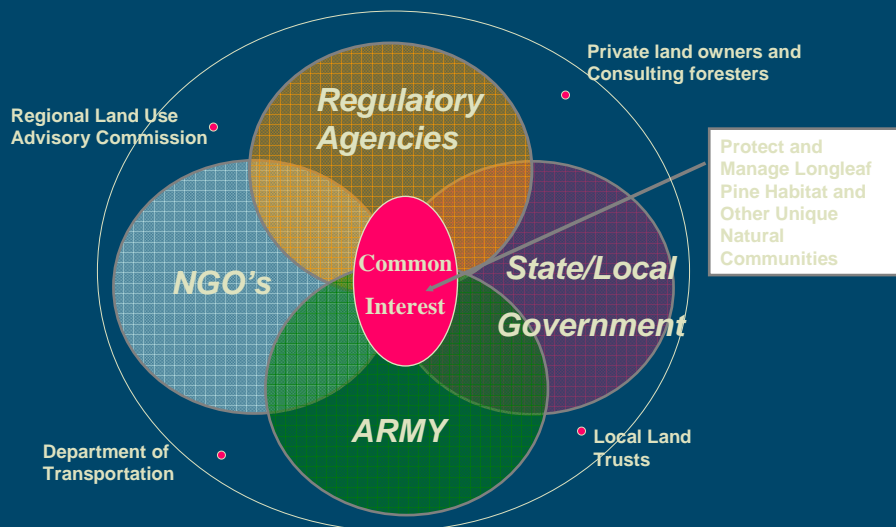 Private land owners and
Consulting foresters
Regional Land Use
Advisory Commission
Regulatory
Agencies
Protect and
Manage Longleaf
Pine Habitat and
Other Unique
Natural
Communities
NGO's
Common
Interest
State/Local
Government
ARMY
Department of
Transportation
Local Land
Trusts